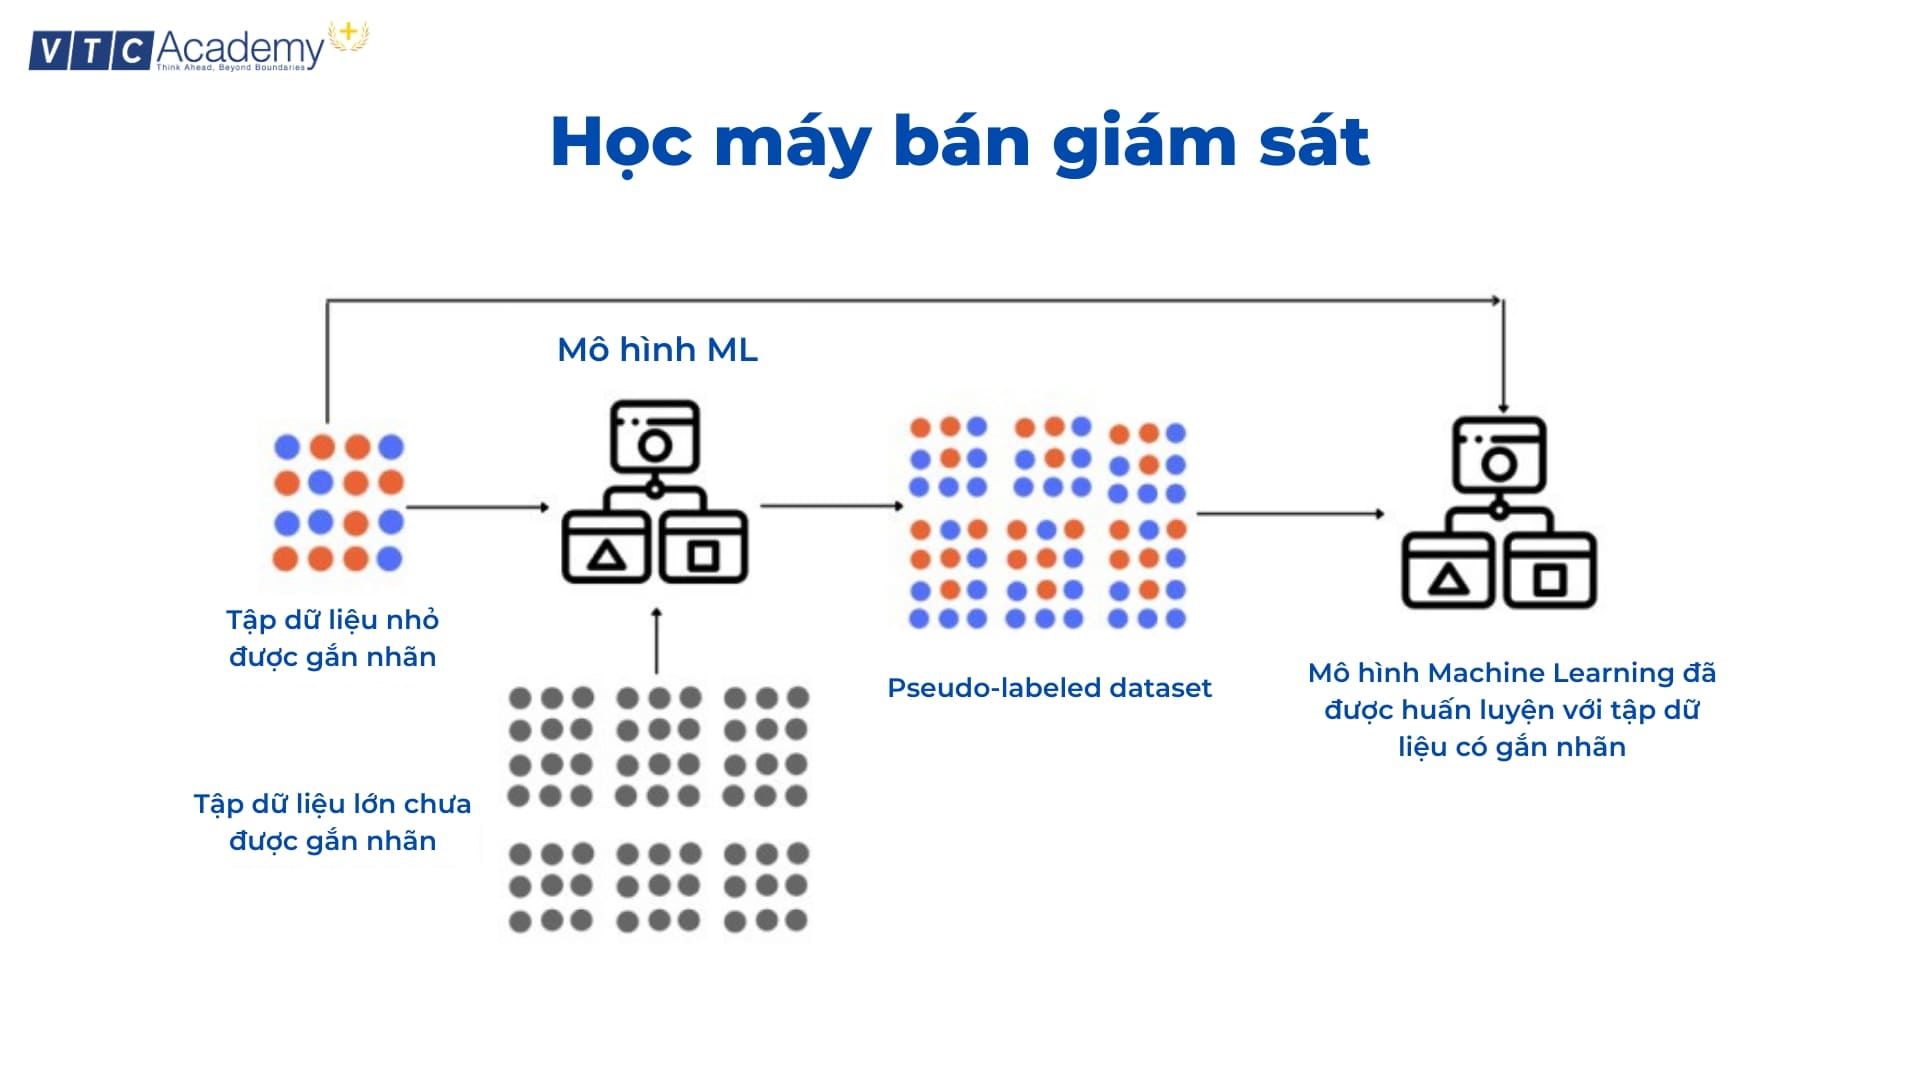 VTC Academy+
Think Ahead, Beyond Boundaries
Học máy bán giám sát
Mô hình ML
Tập dữ liệu nhỏ
được gắn nhãn
Pseudo-labeled dataset
Mô hình Machine Learning đã
được huấn luyện với tập dữ
liệu có gắn nhãn
Tập dữ liệu lớn chưa
được gắn nhãn